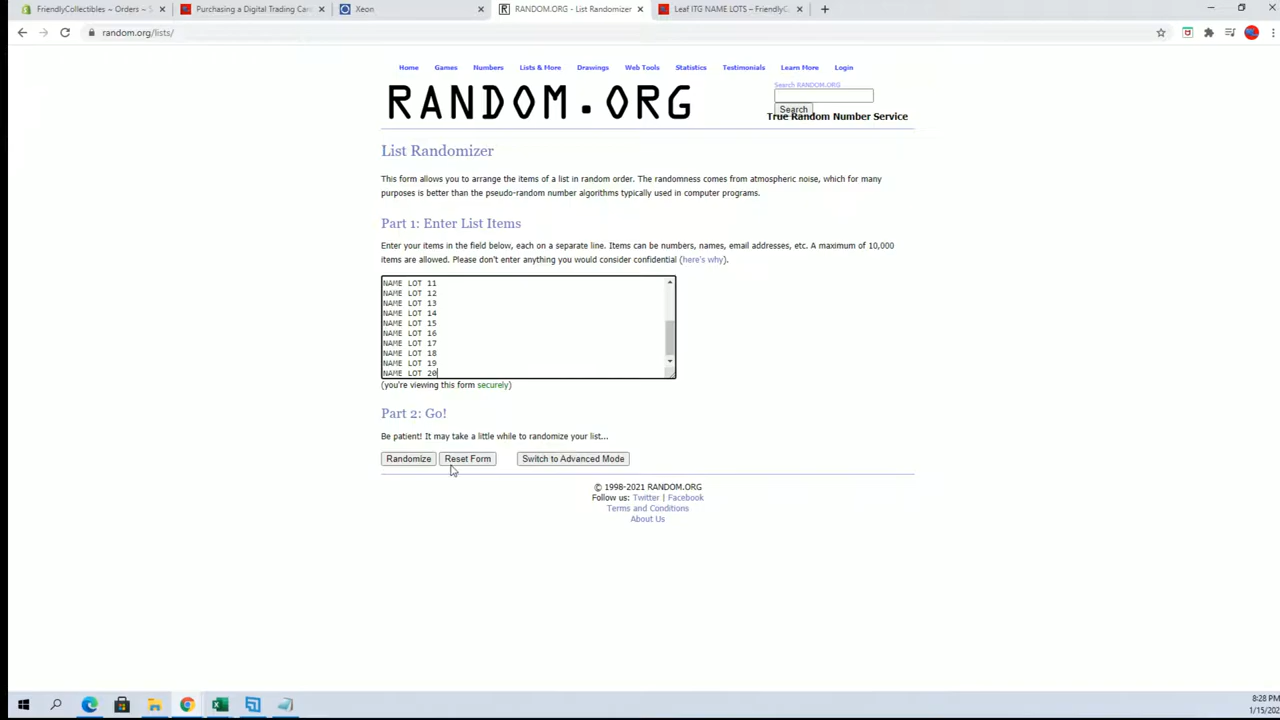 FriendlyCollectibles ~ Orders ~ S
Purchasing a Digital Trading Car
Xeon
RANDOM.ORG - List Randomizer
Leaf ITG NAME LOTS – FriendlyC
random.org/lists/
Home Games Numbers Lists & More Drawings Web Tools Statistics Testimonials Learn More Login
Search RANDOM.ORG
RANDOM.ORG
Search
True Random Number Service
List Randomizer
This form allows you to arrange the items of a list in random order. The randomness comes from atmospheric noise, which for many
purposes is better than the pseudo-random number algorithms typically used in computer programs.
Part 1: Enter List Items
Enter your items in the field below, each on a separate line. Items can be numbers, names, email addresses, etc. A maximum of 10,000
items are allowed. Please don't enter anything you would consider confidential (here's why).
NAME LOT 11
NAME LOT 12
NAME LOT 13
NAME LOT 14
NAME LOT 15
NAME LOT 16
NAME LOT 17
NAME LOT 18
NAME LOT 19
NAME LOT 20
(you're viewing this form securely)
Part 2: Go!
Be patient! It may take a little while to randomize your list...
Randomize Reset Form Switch to Advanced Mode
© 1998-2021 RANDOM.ORG
Follow us: Twitter | Facebook
Terms and Conditions
About Us
8:28 PM
1/15/202